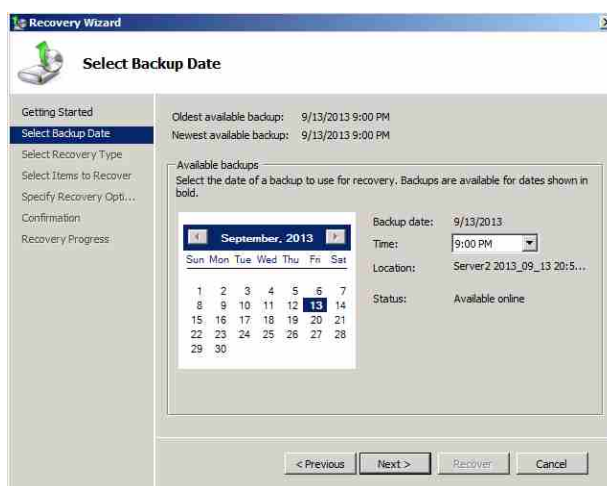 Recovery Wizard
Select Backup Date
Getting Started
Select Backup Date
Select Recovery Type
Select Items to Recover
Specify Recovery Opti...
Confirmation
Recovery Progress
Oldest available backup: 9/13/2013 9:00 PM
Newest available backup: 9/13/2013 9:00 PM
Available backups
Select the date of a backup to use for recovery. Backups are available for dates shown in
bold.
September, 2013
Sun Mon Tue Wed Thu Fri Sat
1 2 3 4 5 6 7
8 9 10 11 12 13 14
15 16 17 18 19 20 21
22 23 24 25 26 27 28
29 30
Backup date: 9/13/2013
Time: 9:00 PM
Location: Server2 2013_09_13 20:5...
Status: Available online
< Previous Next > Recover Cancel